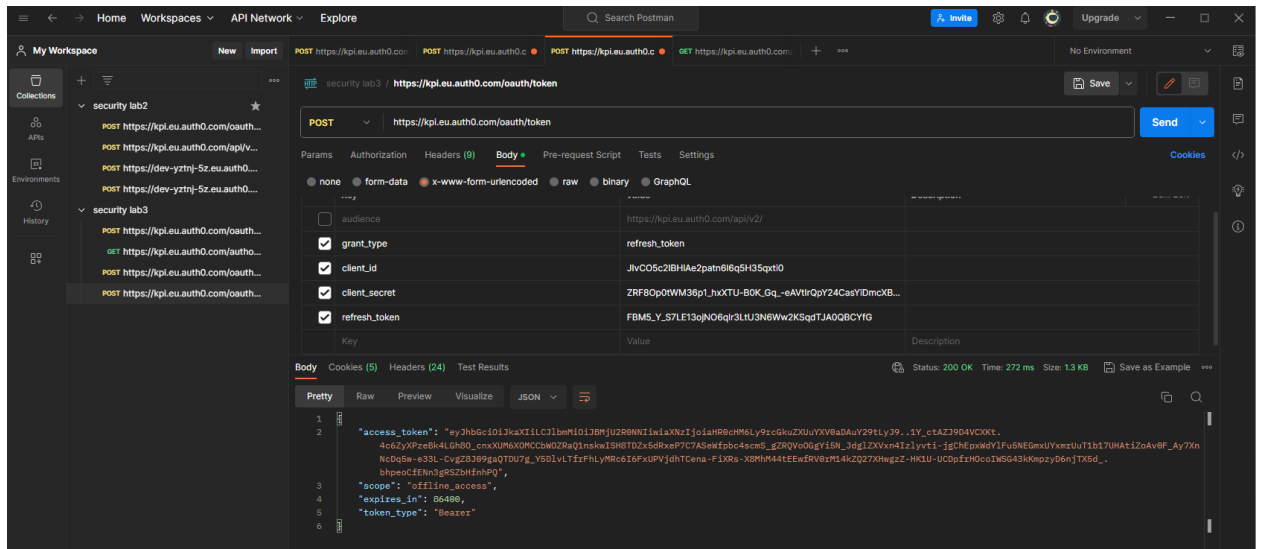 Home Workspaces API Network Explore Search Postman Invite Upgrade
My Workspace New Import POST https://kpi.eu.auth0.com POST https://kpi.eu.auth0.c POST https://kpi.eu.auth0.c GET https://kpi.eu.auth0.com/ No Environment
Collections
APIs
Environments
History
security lab2
POST https://kpi.eu.auth0.com/oauth...
POST https://kpi.eu.auth0.com/api/v...
POST https://dev-yztnj-5z.eu.auth0....
POST https://dev-yztnj-5z.eu.auth0....
security lab3
POST https://kpi.eu.auth0.com/oauth...
GET https://kpi.eu.auth0.com/autho...
POST https://kpi.eu.auth0.com/oauth...
POST https://kpi.eu.auth0.com/oauth...
HTTP security lab3 / https://kpi.eu.auth0.com/oauth/token Save
POST https://kpi.eu.auth0.com/oauth/token Send
Params Authorization Headers (9) Body Pre-request Script Tests Settings Cookies
none form-data x-www-form-urlencoded raw binary GraphQL
audience https://kpi.eu.auth0.com/api/v2/
grant_type refresh_token
client_id
client_secret
refresh_token
Key Value Description
Body Cookies (5) Headers (24) Test Results Status: 200 OK Time: 272 ms Size: 1.3 KB Save as Example
Pretty Raw Preview Visualize JSON
1 {
2 "access_token":
3 "scope": "offline_access",
4 "expires_in": 86400,
5 "token_type": "Bearer"
6 }